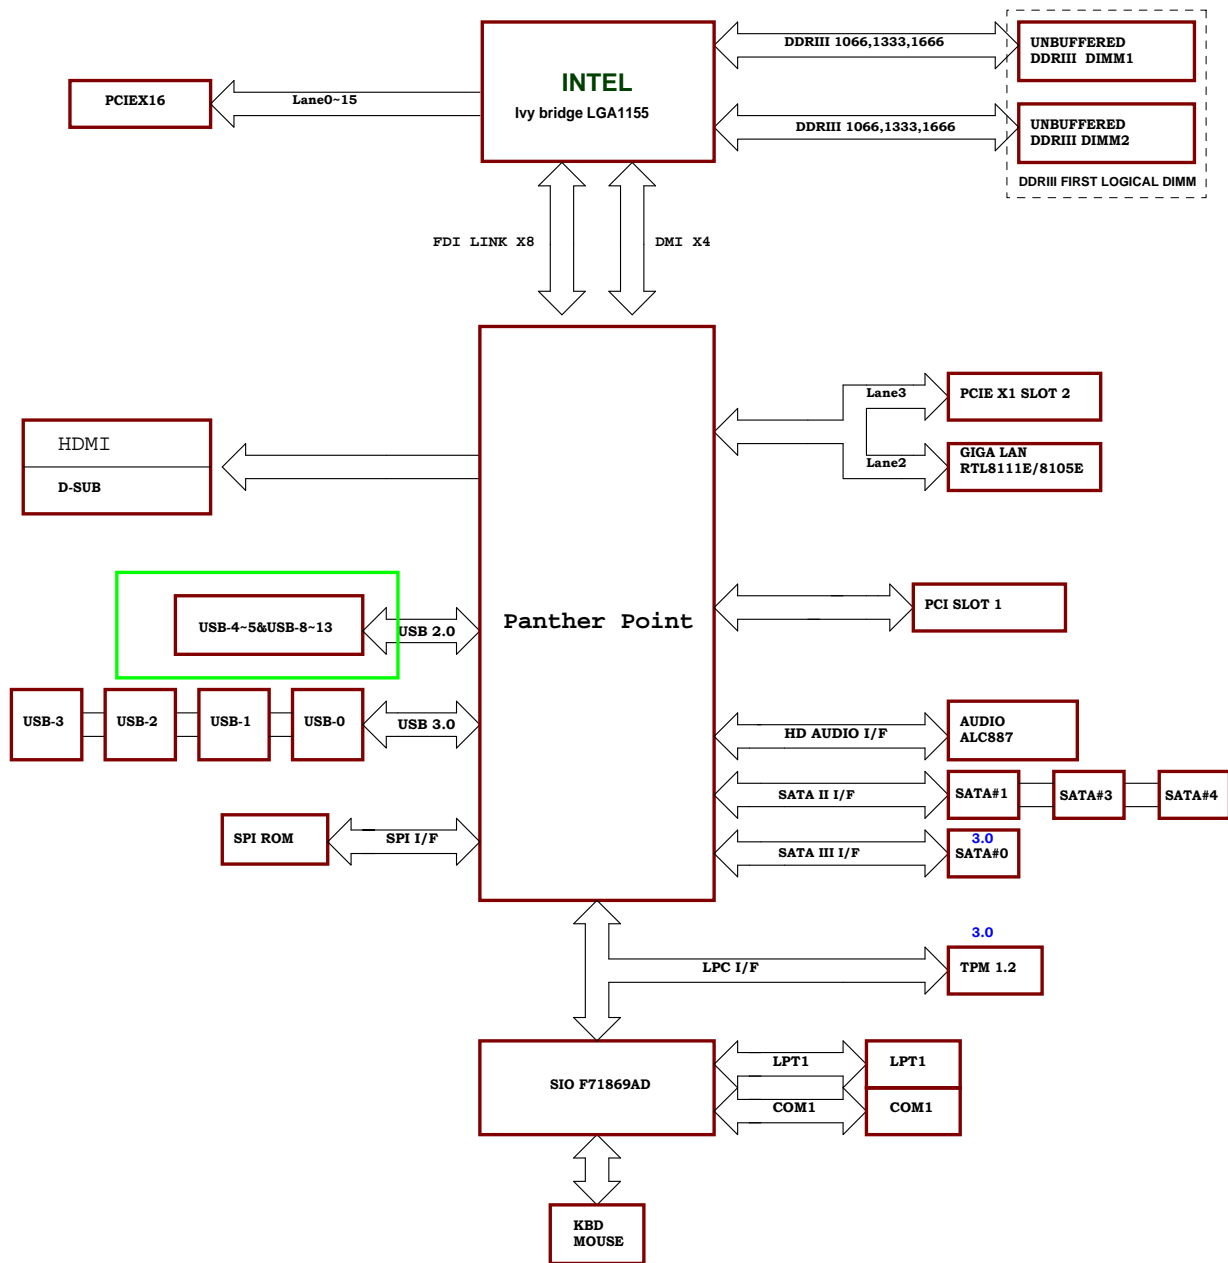 INTEL
Ivy bridge LGA1155
PCIEX16
Lane0~15
DDRIII 1066,1333,1666
UNBUFFERED
DDRIII DIMM1
DDRIII 1066,1333,1666
UNBUFFERED
DDRIII DIMM2
DDRIII FIRST LOGICAL DIMM
FDI LINK X8
DMI X4
Panther Point
HDMI
D-SUB
Lane3
PCIE X1 SLOT 2
Lane2
GIGA LAN
RTL8111E/8105E
USB-4~5&USB-8~13
USB 2.0
PCI SLOT 1
USB-3
USB-2
USB-1
USB-0
USB 3.0
HD AUDIO I/F
AUDIO
ALC887
SATA II I/F
SATA#1
SATA#3
SATA#4
SPI ROM
SPI I/F
SATA III I/F
3.0
SATA#0
3.0
LPC I/F
TPM 1.2
SIO F71869AD
LPT1
LPT1
COM1
COM1
KBD
MOUSE